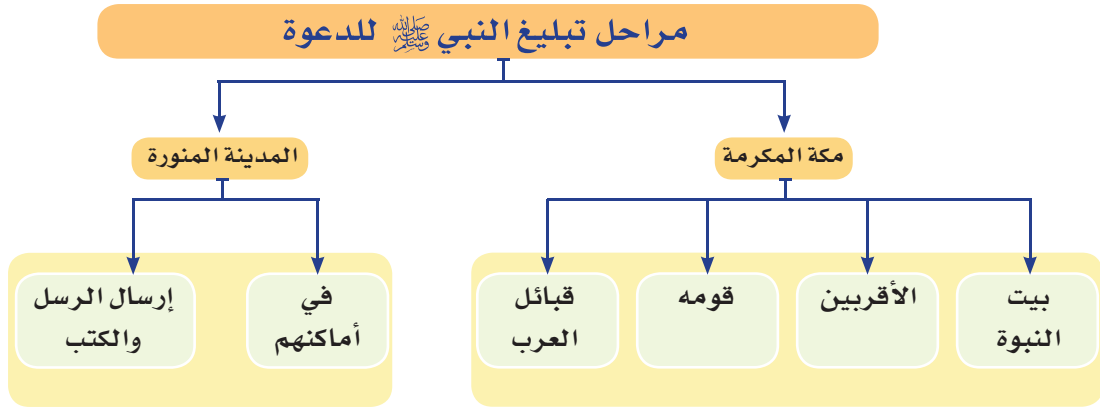 مراحل تبليغ النبي ﷺ للدعوة
مكة المكرمة
المدينة المنورة
بيت
النبوة
الأقربين
قومه
قبائل
العرب
في
أماكنهم
إرسال الرسل
والكتب